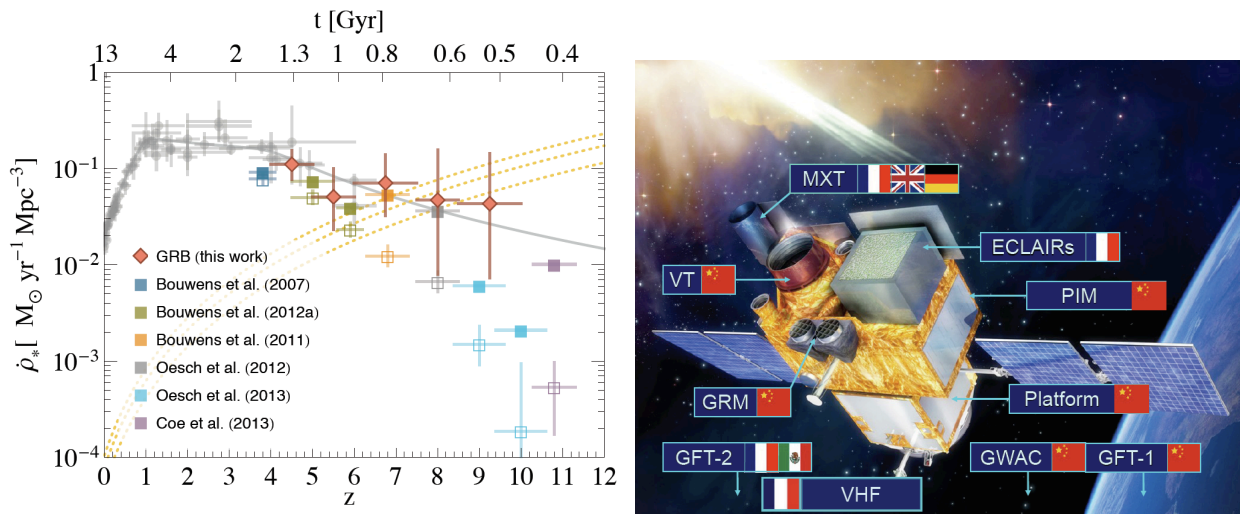 t [Gyr]
13 4 2 1.3 1 0.8 0.6 0.5 0.4
1
10⁻¹
10⁻²
10⁻³
10⁻⁴
ρ̇* [ M⊙ yr⁻¹ Mpc⁻³]
GRB (this work)
Bouwens et al. (2007)
Bouwens et al. (2012a)
Bouwens et al. (2011)
Oesch et al. (2012)
Oesch et al. (2013)
Coe et al. (2013)
0 1 2 3 4 5 6 7 8 9 10 11 12
z
MXT
ECLAIRs
VT
PIM
GRM
Platform
GFT-2
GWAC
GFT-1
VHF